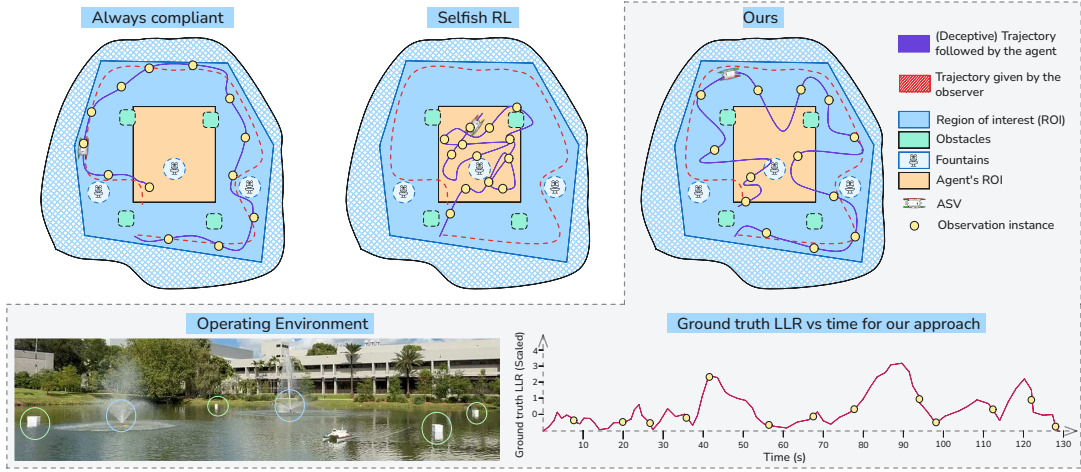 Always compliant
Selfish RL
Ours
(Deceptive) Trajectory
followed by the agent
Trajectory given by the
observer
Region of interest (ROI)
Obstacles
Fountains
Agent's ROI
ASV
Observation instance
Operating Environment
Ground truth LLR vs time for our approach
Ground truth LLR (Scaled)
4
3
2
1
0
10
20
30
40
50
60
70
80
90
100
110
120
130
Time (s)